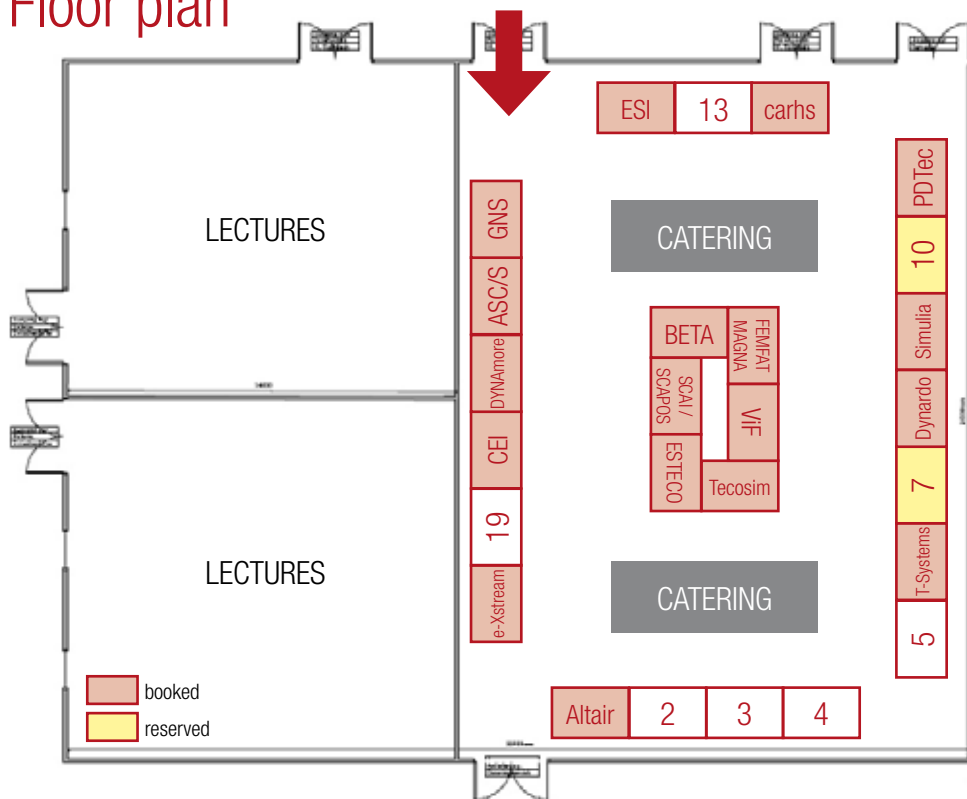 Floor plan
ESI
13
carhs
PDTec
10
Simulia
Dynardo
7
T-Systems
5
GNS
ASC/S
DYNAmore
CEI
19
e-Xstream
LECTURES
CATERING
BETA
FEMFAT
MAGNA
SCAI /
SCAPOS
ViF
ESTECO
Tecosim
LECTURES
CATERING
booked
reserved
Altair
2
3
4